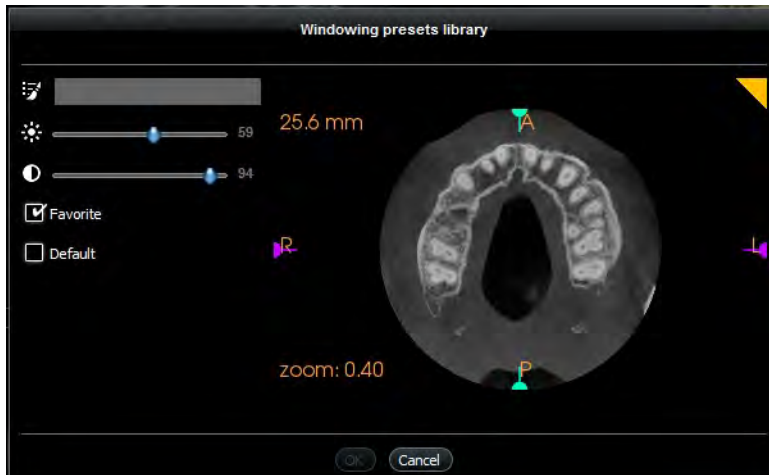 Windowing presets library
59
94
Favorite
Default
25.6 mm
A
R
L
zoom: 0.40
P
OK
Cancel